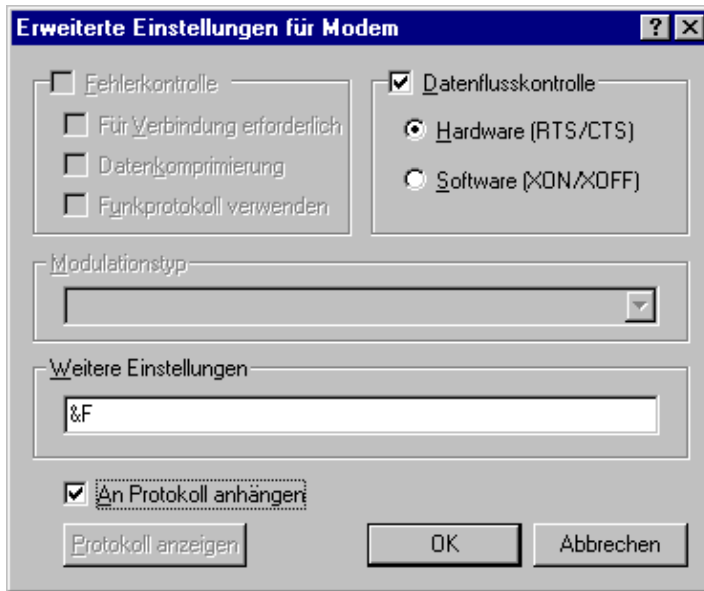 Erweiterte Einstellungen für Modem
Fehlerkontrolle
Für Verbindung erforderlich
Datenkomprimierung
Funkprotokoll verwenden
Datenflusskontrolle
Hardware (RTS/CTS)
Software (XON/XOFF)
Modulationstyp
Weitere Einstellungen
&F
An Protokoll anhängen
Protokoll anzeigen
OK
Abbrechen